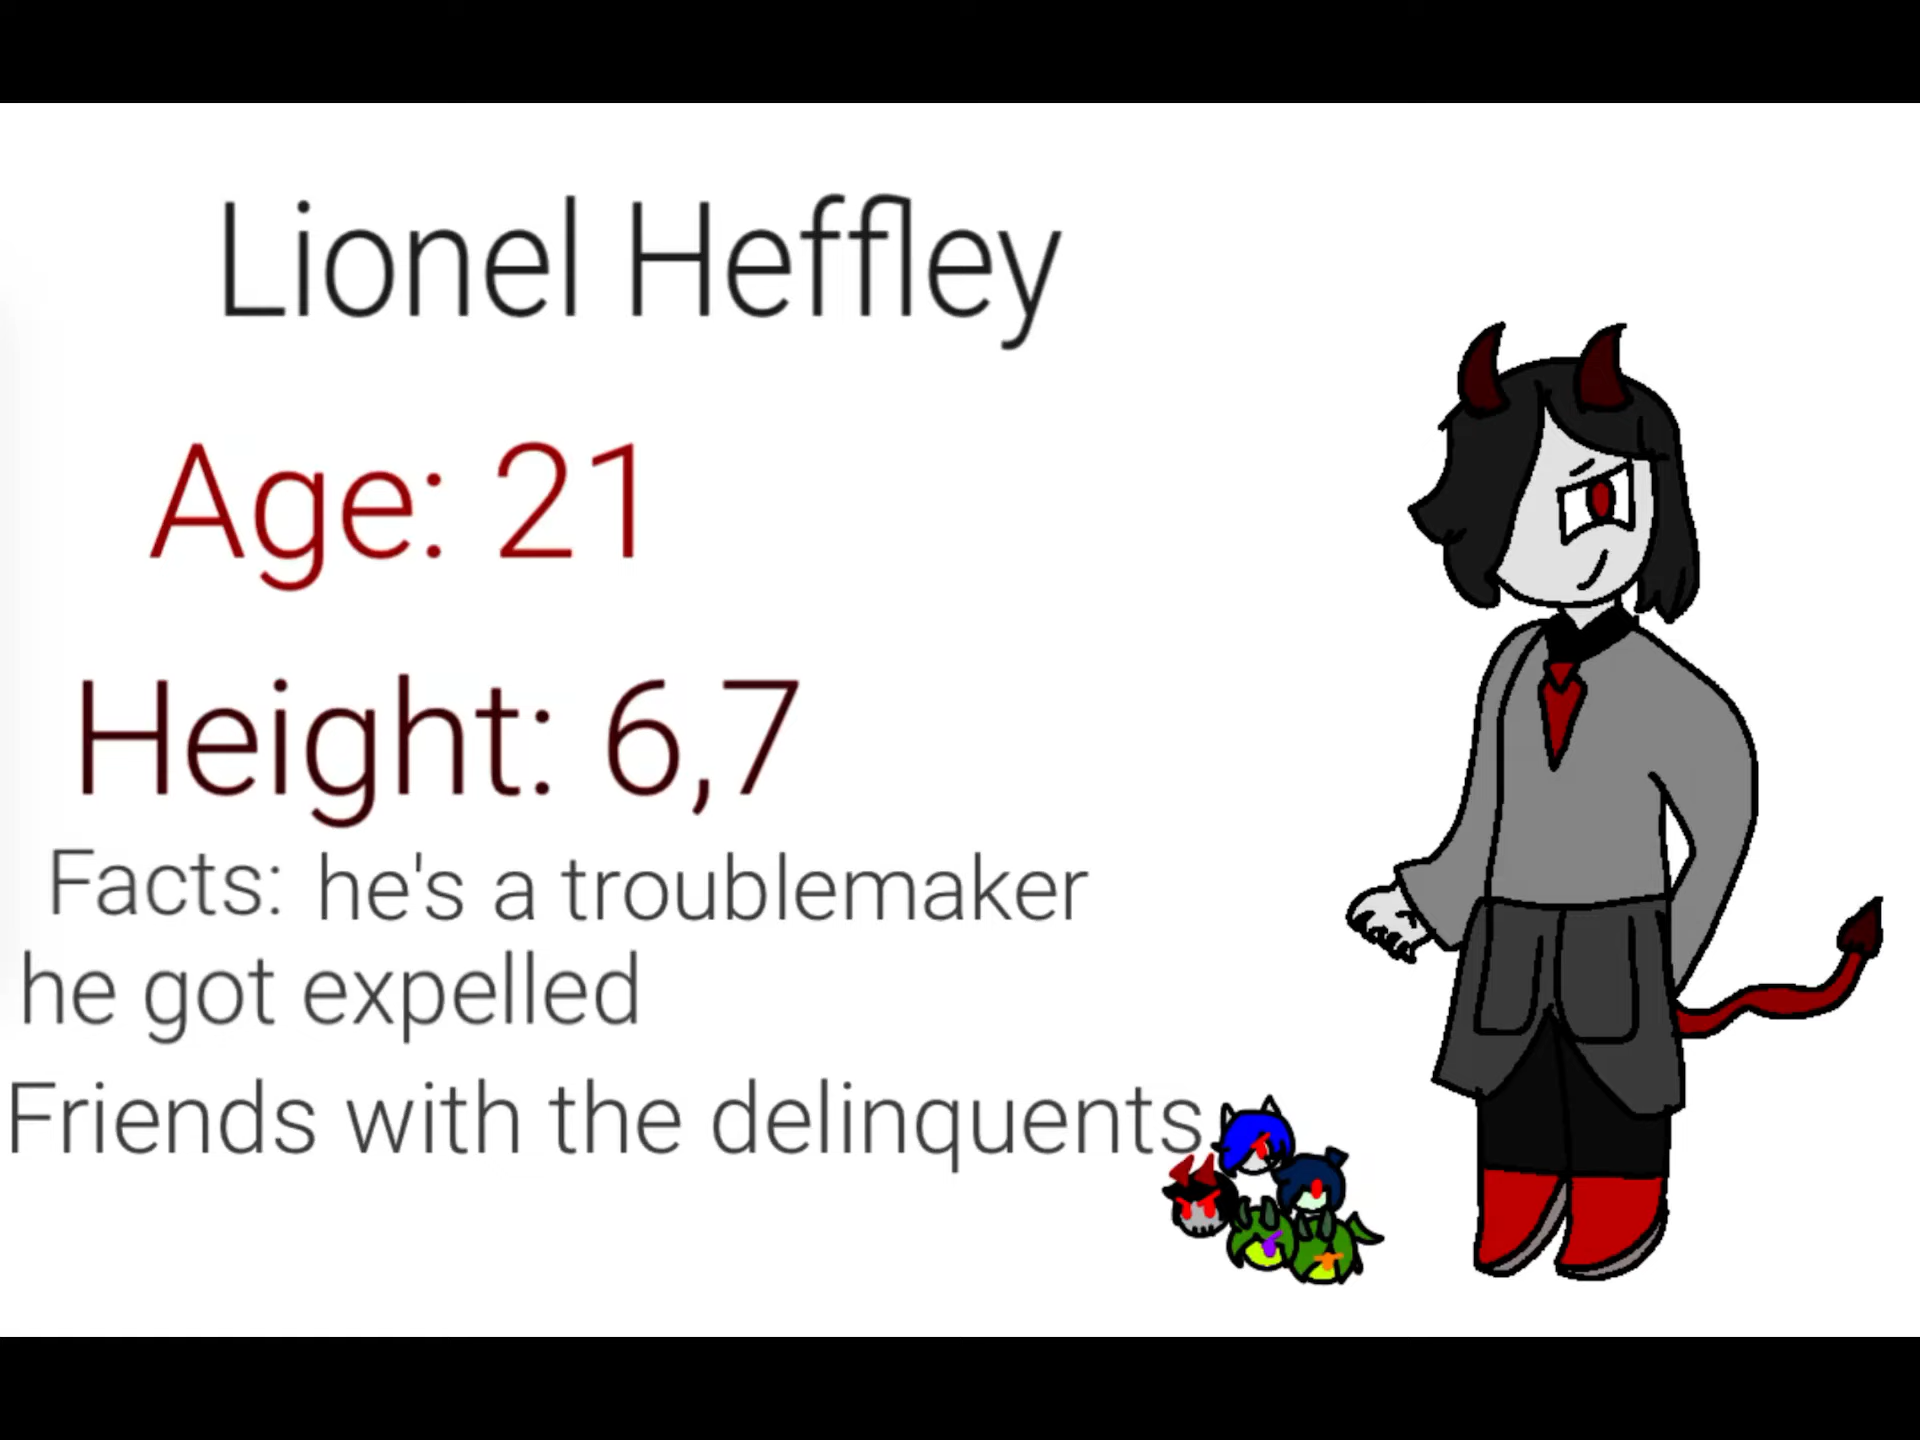 Lionel Heffley
Age: 21
Height: 6,7
Facts: he's a troublemaker
he got expelled
Friends with the delinquents